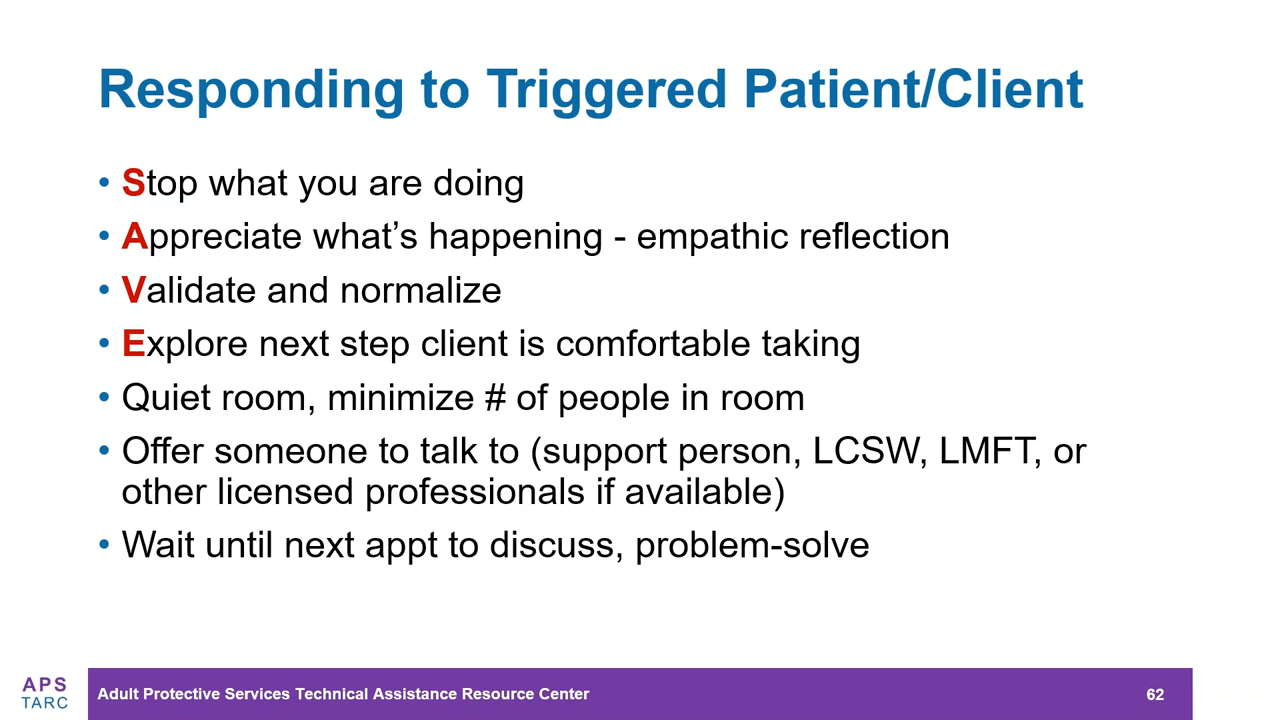 Responding to Triggered Patient/Client
• Stop what you are doing
• Appreciate what’s happening - empathic reflection
• Validate and normalize
• Explore next step client is comfortable taking
• Quiet room, minimize # of people in room
• Offer someone to talk to (support person, LCSW, LMFT, or
other licensed professionals if available)
• Wait until next appt to discuss, problem-solve
APS
TARC
Adult Protective Services Technical Assistance Resource Center
62